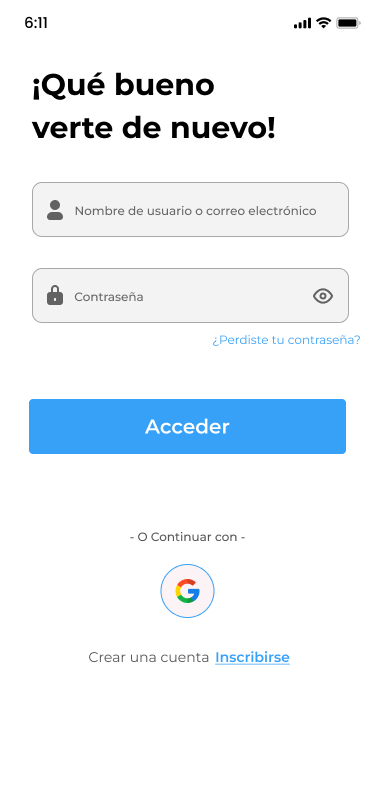 6:11
¡Qué bueno
verte de nuevo!
Nombre de usuario o correo electrónico
Contraseña
¿Perdiste tu contraseña?
Acceder
- O Continuar con -
Crear una cuenta Inscribirse